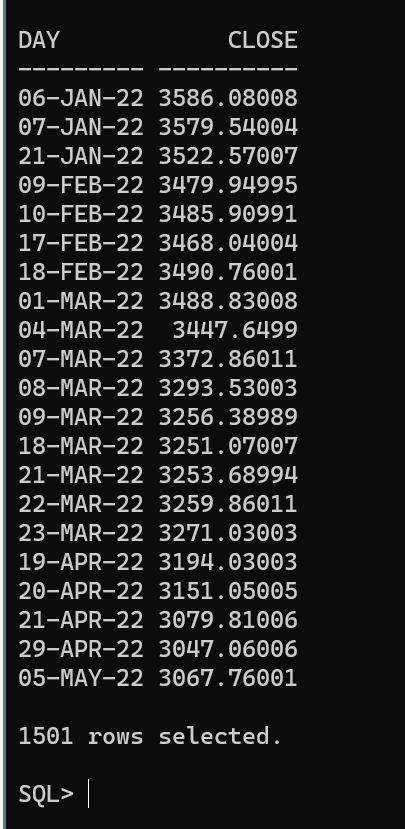 DAY            CLOSE
--------- ----------
06-JAN-22 3586.08008
07-JAN-22 3579.54004
21-JAN-22 3522.57007
09-FEB-22 3479.94995
10-FEB-22 3485.90991
17-FEB-22 3468.04004
18-FEB-22 3490.76001
01-MAR-22 3488.83008
04-MAR-22  3447.6499
07-MAR-22 3372.86011
08-MAR-22 3293.53003
09-MAR-22 3256.38989
18-MAR-22 3251.07007
21-MAR-22 3253.68994
22-MAR-22 3259.86011
23-MAR-22 3271.03003
19-APR-22 3194.03003
20-APR-22 3151.05005
21-APR-22 3079.81006
29-APR-22 3047.06006
05-MAY-22 3067.76001
1501 rows selected.
SQL>